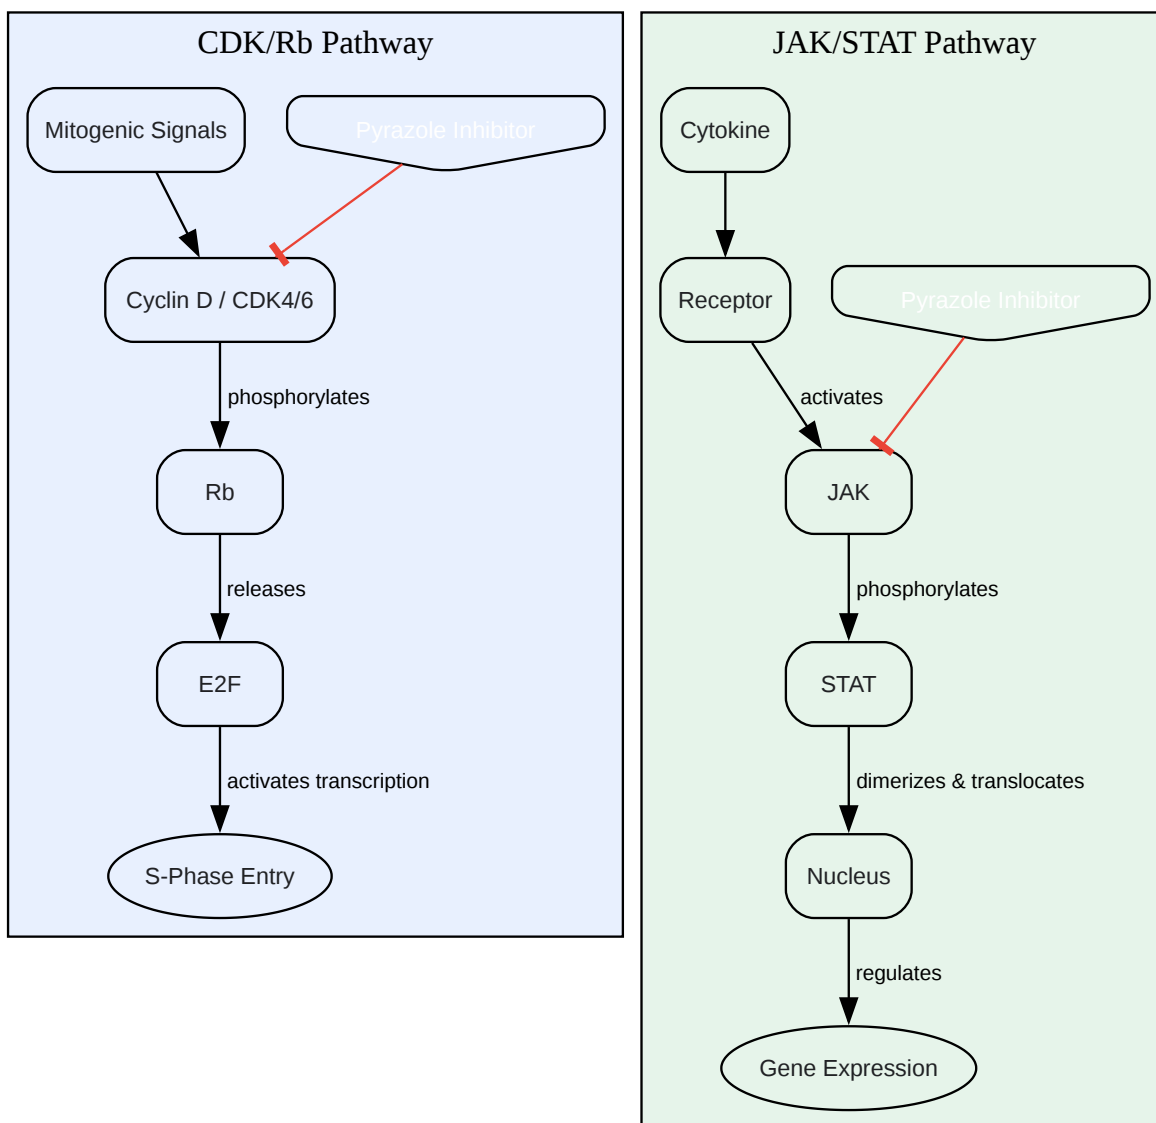 CDK/Rb Pathway
Mitogenic Signals
Pyrazole Inhibitor
Cyclin D / CDK4/6
phosphorylates
Rb
releases
E2F
activates transcription
S-Phase Entry
JAK/STAT Pathway
Cytokine
Receptor
Pyrazole Inhibitor
activates
JAK
phosphorylates
STAT
dimerizes & translocates
Nucleus
regulates
Gene Expression